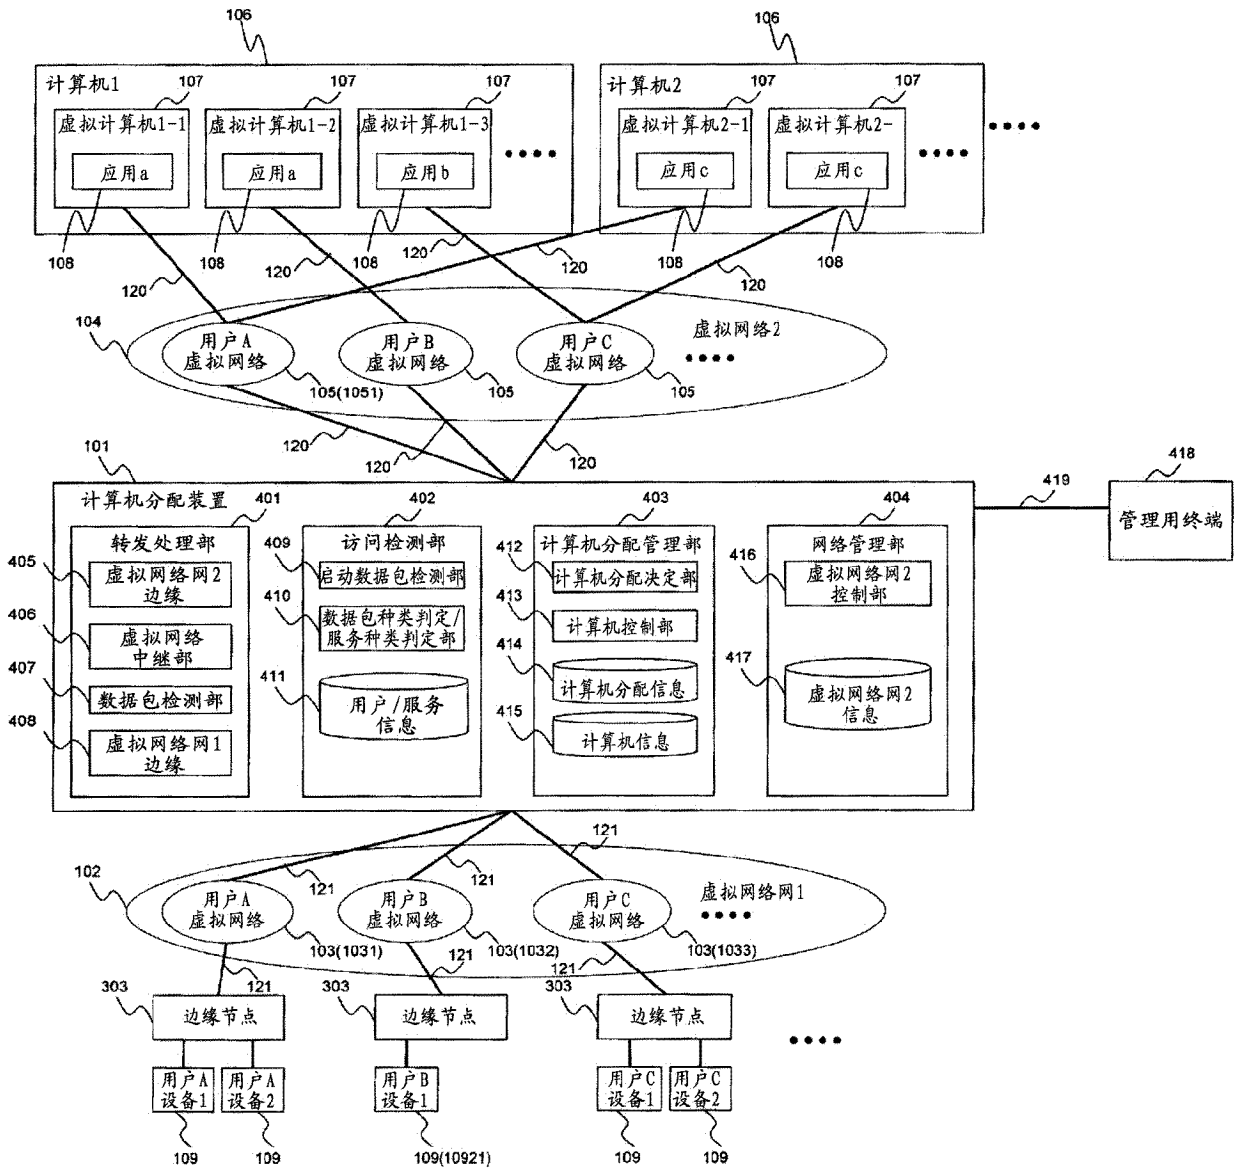 106
106
计算机1
107
107
107
计算机2
107
107
虚拟计算机1-1
虚拟计算机1-2
虚拟计算机1-3
虚拟计算机2-1
虚拟计算机2-
应用a
应用a
应用b
应用c
应用c
108
108
108
108
108
120
120
120
120
120
104
用户A
虚拟网络
用户B
虚拟网络
用户C
虚拟网络
虚拟网络2
105(1051)
105
105
120
120
120
101
计算机分配装置
401
402
403
404
419
418
管理用终端
转发处理部
访问检测部
计算机分配管理部
网络管理部
405
虚拟网络网2
边缘
409
启动数据包检测部
412
计算机分配决定部
416
虚拟网络网2
控制部
406
虚拟网络
中继部
410
数据包种类判定/
服务种类判定部
413
计算机控制部
407
数据包检测部
411
用户/服务
信息
414
计算机分配信息
417
虚拟网络网2
信息
408
虚拟网络网1
边缘
415
计算机信息
121
121
121
102
用户A
虚拟网络
用户B
虚拟网络
用户C
虚拟网络
虚拟网络网1
103(1031)
103(1032)
103(1033)
121
121
121
303
边缘节点
303
边缘节点
303
边缘节点
用户A
设备1
用户A
设备2
用户B
设备1
用户C
设备1
用户C
设备2
109
109
109(10921)
109
109